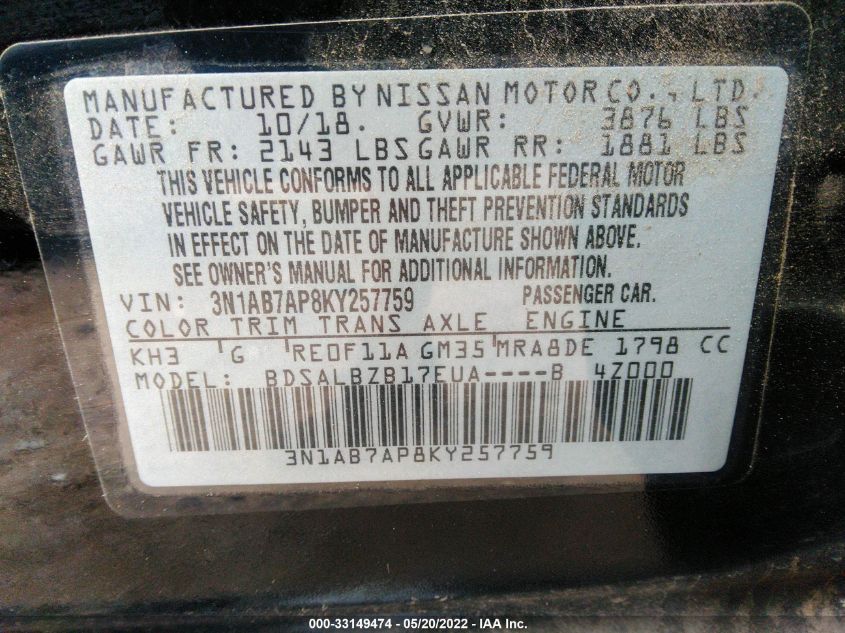 MANUFACTURED BY NISSAN MOTOR CO., LTD.
DATE: 10/18. GVWR: 3876 LBS
GAWR FR: 2143 LBS GAWR RR: 1881 LBS
THIS VEHICLE CONFORMS TO ALL APPLICABLE FEDERAL MOTOR
VEHICLE SAFETY, BUMPER AND THEFT PREVENTION STANDARDS
IN EFFECT ON THE DATE OF MANUFACTURE SHOWN ABOVE.
SEE OWNER'S MANUAL FOR ADDITIONAL INFORMATION.
VIN: 3N1AB7AP8KY257759 PASSENGER CAR.
COLOR TRIM TRANS AXLE ENGINE
KH3 G RE0F11A GM35 MRA8DE 1798 CC
MODEL: BDSALBZB17EUA----B 4Z000
3N1AB7AP8KY257759
000-33149474 — 05/20/2022 - IAA Inc.